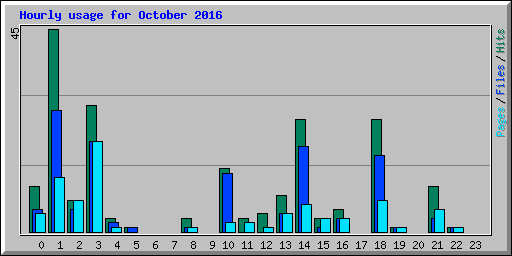 Hourly usage for October 2016
45
Pages/Files/Hits
0 1 2 3 4 5 6 7 8 9 10 11 12 13 14 15 16 17 18 19 20 21 22 23